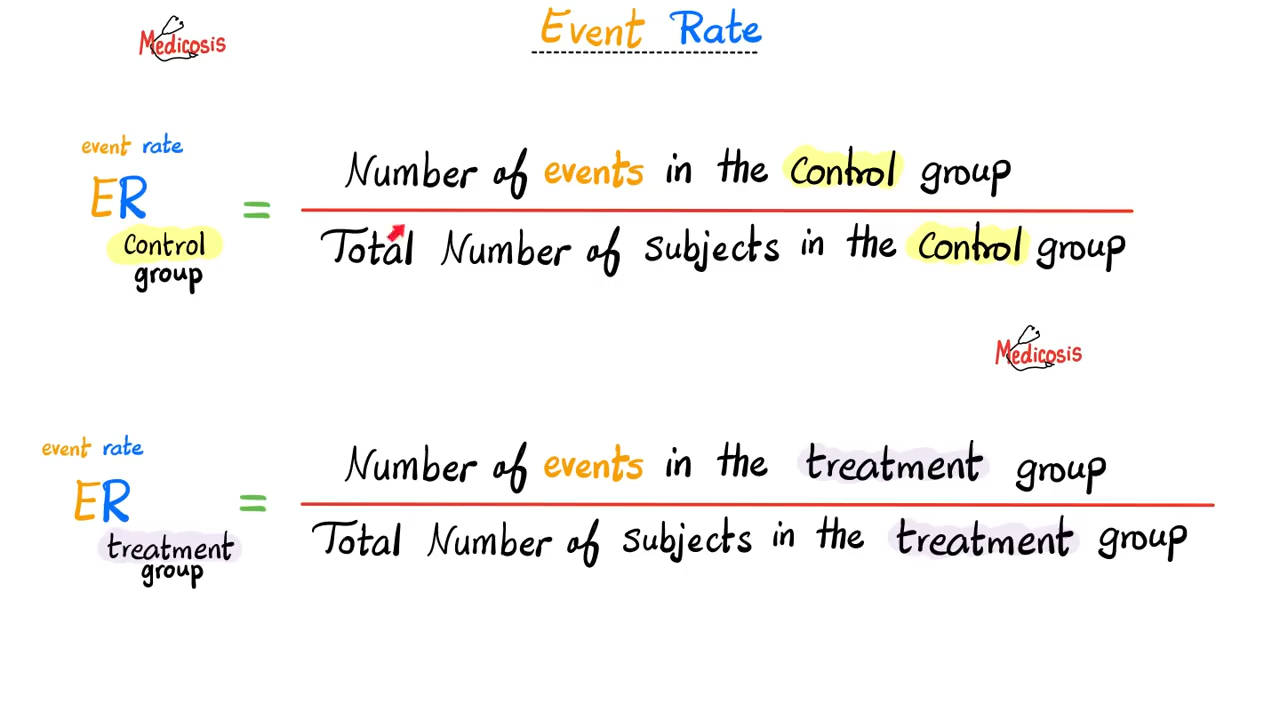 Event Rate
Medicosis
event rate
ER
Control
group
=
Number of events in the Control group
Total Number of subjects in the Control group
Medicosis
event rate
ER
treatment
group
=
Number of events in the treatment group
Total Number of subjects in the treatment group